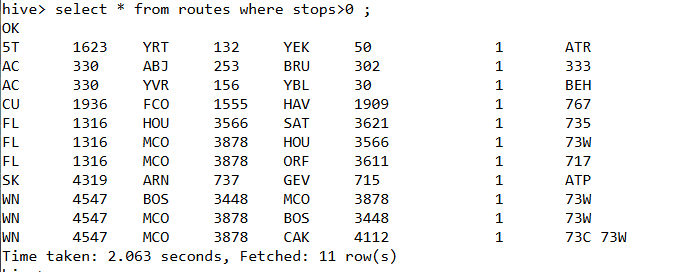 hive> select * from routes where stops>0 ;
OK
5T 1623 YRT 132 YEK 50 1 ATR
AC 330 ABJ 253 BRU 302 1 333
AC 330 YVR 156 YBL 30 1 BEH
CU 1936 FCO 1555 HAV 1909 1 767
FL 1316 HOU 3566 SAT 3621 1 735
FL 1316 MCO 3878 HOU 3566 1 73W
FL 1316 MCO 3878 ORF 3611 1 717
SK 4319 ARN 737 GEV 715 1 ATP
WN 4547 BOS 3448 MCO 3878 1 73W
WN 4547 MCO 3878 BOS 3448 1 73W
WN 4547 MCO 3878 CAK 4112 1 73C 73W
Time taken: 2.063 seconds, Fetched: 11 row(s)